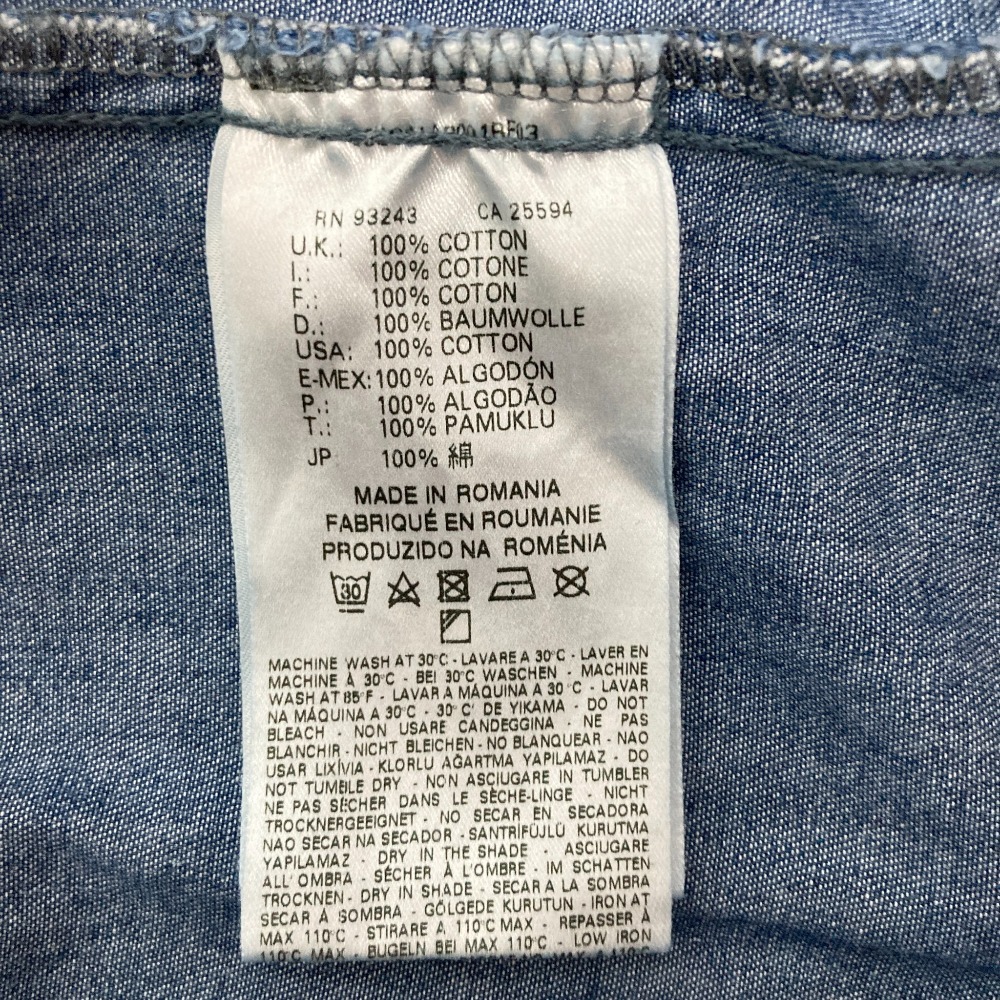 RN 93243 CA 25594
U.K.: 100% COTTON
I.: 100% COTONE
F.: 100% COTON
D.: 100% BAUMWOLLE
USA: 100% COTTON
E-MEX: 100% ALGODÓN
P.: 100% ALGODÃO
T.: 100% PAMUKLU
JP 100% 綿
MADE IN ROMANIA
FABRIQUÉ EN ROUMANIE
PRODUZIDO NA ROMÉNIA
30
MACHINE WASH AT 30°C - LAVARE A 30°C - LAVER EN
MACHINE À 30°C - BEI 30°C WASCHEN - MACHINE
WASH AT 85°F - LAVAR A MÁQUINA A 30°C - LAVAR
NA MÁQUINA A 30°C - 30°C' DE YIKAMA - DO NOT
BLEACH - NON USARE CANDEGGINA - NE PAS
BLANCHIR - NICHT BLEICHEN - NO BLANQUEAR - NAO
USAR LIXÍVIA - KLORLU AĞARTMA YAPILAMAZ - DO
NOT TUMBLE DRY - NON ASCIUGARE IN TUMBLER
NE PAS SÉCHER DANS LE SÈCHE-LINGE - NICHT
TROCKNERGEEIGNET - NO SECAR EN SECADORA
NAO SECAR NA SECADOR - SANTRİFÜJLÜ KURUTMA
YAPILAMAZ - DRY IN THE SHADE - ASCIUGARE
ALL' OMBRA - SÉCHER À L'OMBRE - IM SCHATTEN
TROCKNEN - DRY IN SHADE - SECAR A LA SOMBRA
SECAR Á SOMBRA - GÖLGEDE KURUTUN - IRON AT
MAX 110°C - STIRARE A 110°C MAX - REPASSER À
110°C MAX - BUGELN BEI MAX 110°C - LOW IRON